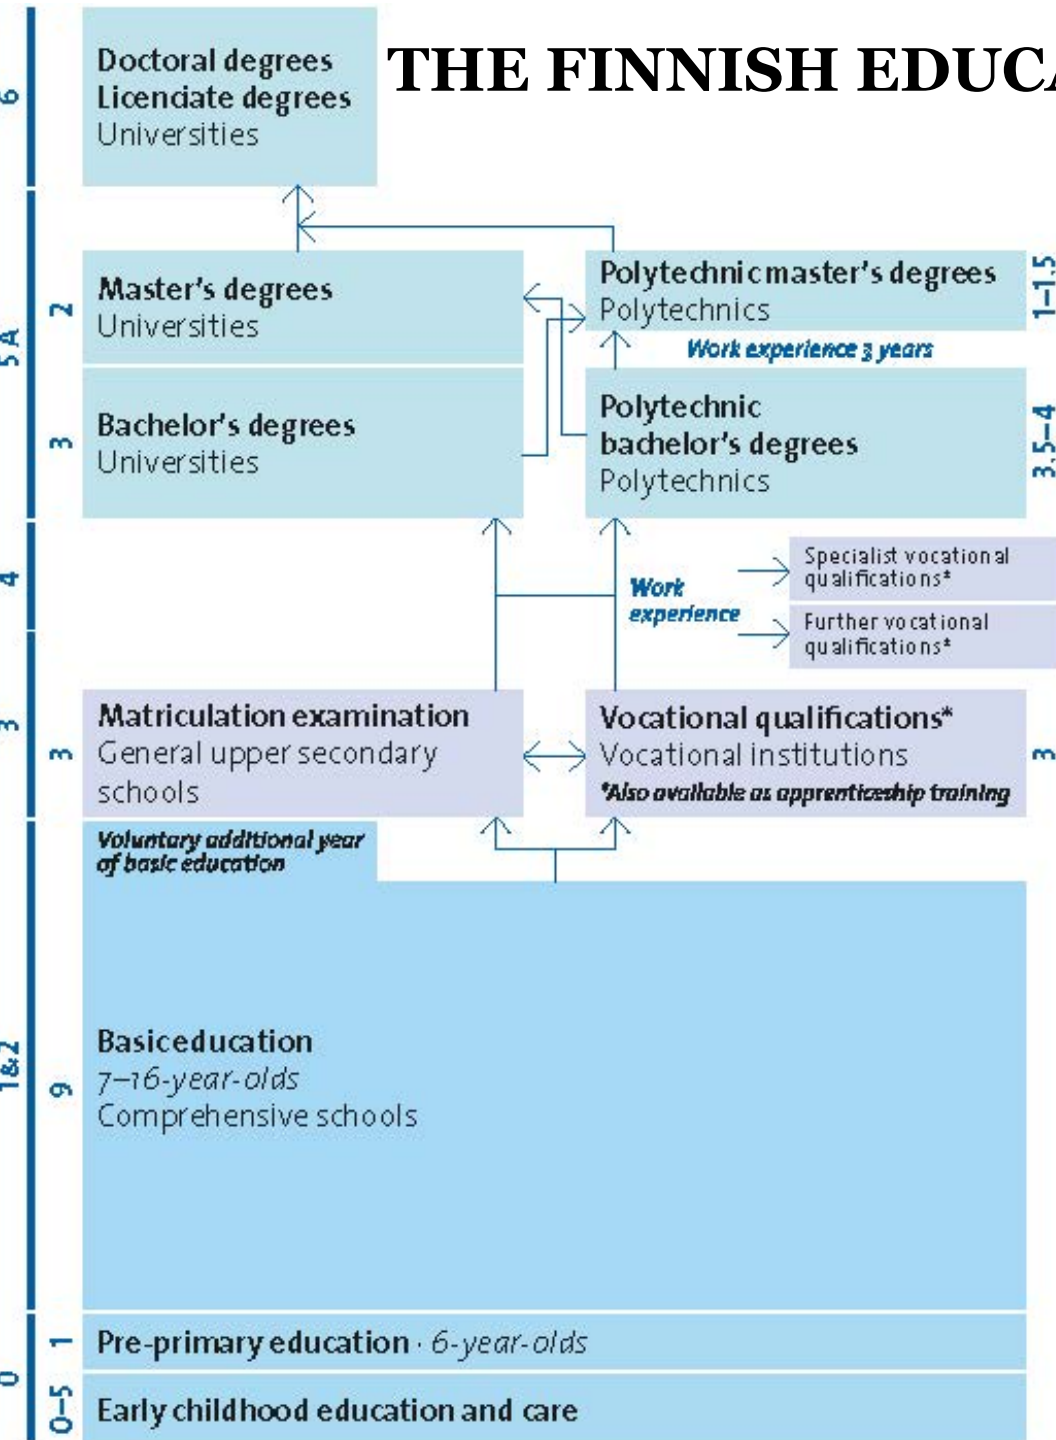 THE FINNISH EDUCA
6
Doctoral degrees
Licenciate degrees
Universities
5A
2
Master's degrees
Universities
Polytechnic master's degrees
Polytechnics
1–1.5
Work experience 3 years
3
Bachelor's degrees
Universities
Polytechnic
bachelor's degrees
Polytechnics
3.5–4
4
Work
experience
Specialist vocational
qualifications*
Further vocational
qualifications*
3
3
Matriculation examination
General upper secondary
schools
Vocational qualifications*
Vocational institutions
*Also available as apprenticeship training
3
Voluntary additional year
of basic education
1&2
9
Basic education
7–16-year-olds
Comprehensive schools
0
1
Pre-primary education · 6-year-olds
0–5
Early childhood education and care